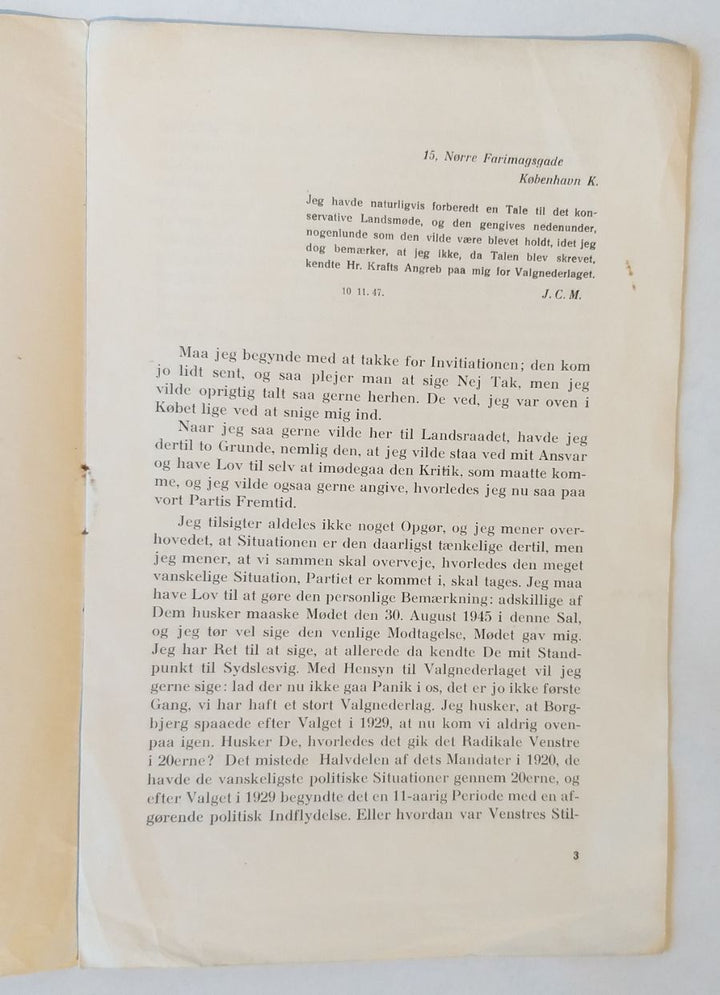 15, Nørre Farimagsgade
København K.
Jeg havde naturligvis forberedt en Tale til det kon-
servative Landsmøde, og den gengives nedenunder,
nogenlunde som den vilde være blevet holdt, idet jeg
dog bemærker, at jeg ikke, da Talen blev skrevet,
kendte Hr. Krafts Angreb paa mig for Valgnederlaget.
10 11. 47.
J. C. M.
Maa jeg begynde med at takke for Invitiationen; den kom
jo lidt sent, og saa plejer man at sige Nej Tak, men jeg
vilde oprigtig talt saa gerne herhen. De ved, jeg var oven i
Købet lige ved at snige mig ind.
Naar jeg saa gerne vilde her til Landsraadet, havde jeg
dertil to Grunde, nemlig den, at jeg vilde staa ved mit Ansvar
og have Lov til selv at imødegaa den Kritik, som maatte kom-
me, og jeg vilde ogsaa gerne angive, hvorledes jeg nu saa paa
vort Partis Fremtid.
Jeg tilsigter aldeles ikke noget Opgør, og jeg mener over-
hovedet, at Situationen er den daarligst tænkelige dertil, men
jeg mener, at vi sammen skal overveje, hvorledes den meget
vanskelige Situation, Partiet er kommet i, skal tages. Jeg maa
have Lov til at gøre den personlige Bemærkning: adskillige af
Dem husker maaske Mødet den 30. August 1945 i denne Sal,
og jeg tør vel sige den venlige Modtagelse, Mødet gav mig.
Jeg har Ret til at sige, at allerede da kendte De mit Stand-
punkt til Sydslesvig. Med Hensyn til Valgnederlaget vil jeg
gerne sige: lad der nu ikke gaa Panik i os, det er jo ikke første
Gang, vi har haft et stort Valgnederlag. Jeg husker, at Borg-
bjerg spaaede efter Valget i 1929, at nu kom vi aldrig oven-
paa igen. Husker De, hvorledes det gik det Radikale Venstre
i 20erne? Det mistede Halvdelen af dets Mandater i 1920, de
havde de vanskeligste politiske Situationer gennem 20erne, og
efter Valget i 1929 begyndte det en 11-aarig Periode med en af-
gørende politisk Indflydelse. Eller hvordan var Venstres Stil-
3